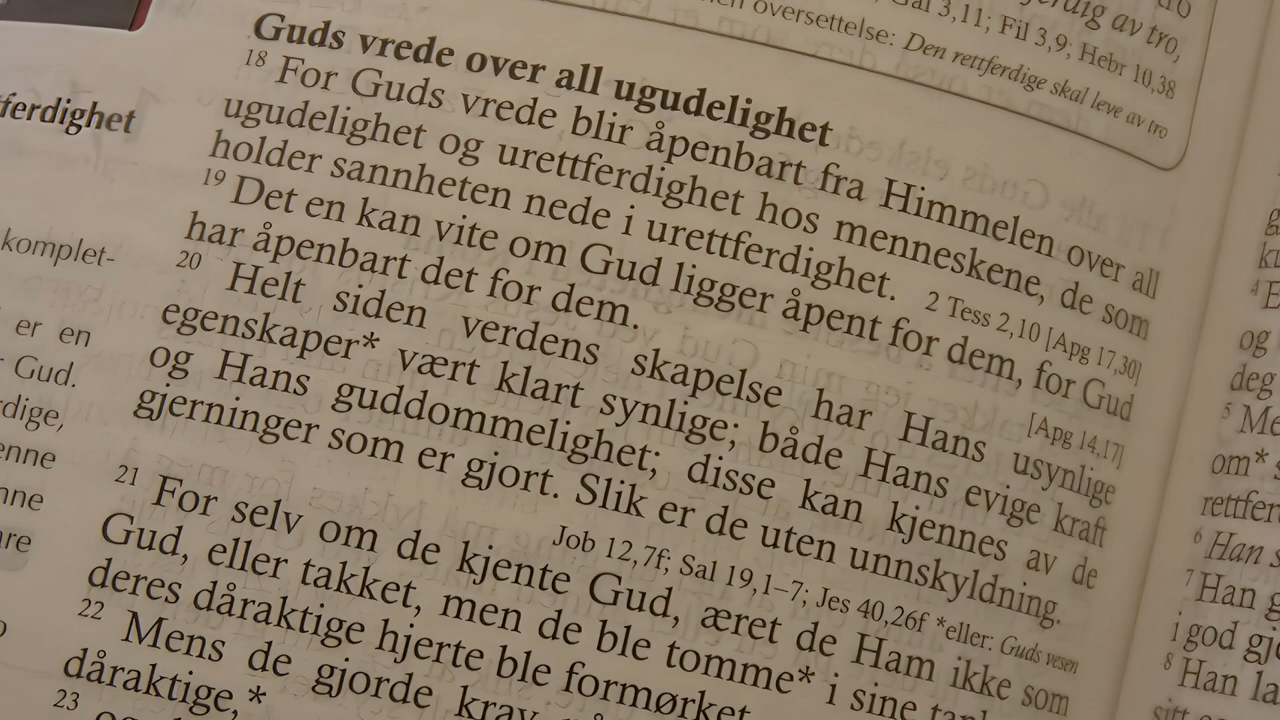 ferdighet
komplet-
er en
Gud.
rdige,
enne
nne
are
Gal 3,11; Fil 3,9; Hebr 10,38
oversettelse: Den rettferdige skal leve av tro
Guds vrede over all ugudelighet
18 For Guds vrede blir åpenbart fra Himmelen over all
ugudelighet og urettferdighet hos menneskene, de som
holder sannheten nede i urettferdighet. 2 Tess 2,10 [Apg 17,30]
19 Det en kan vite om Gud ligger åpent for dem, for Gud
har åpenbart det for dem. [Apg 14,17]
20 Helt siden verdens skapelse har Hans usynlige
egenskaper* vært klart synlige; både Hans evige kraft
og Hans guddommelighet; disse kan kjennes av de
gjerninger som er gjort. Slik er de uten unnskyldning.
Job 12,7f; Sal 19,1–7; Jes 40,26f *eller: Guds vesen
21 For selv om de kjente Gud, æret de Ham ikke som
Gud, eller takket, men de ble tomme* i sine
deres dåraktige hjerte ble formørket
22 Mens de gjorde krav
dåraktige,*
23 og
og
deg
5 Me
om*
rettfer
6 Han s
7 Han g
i god gj
8 Han la